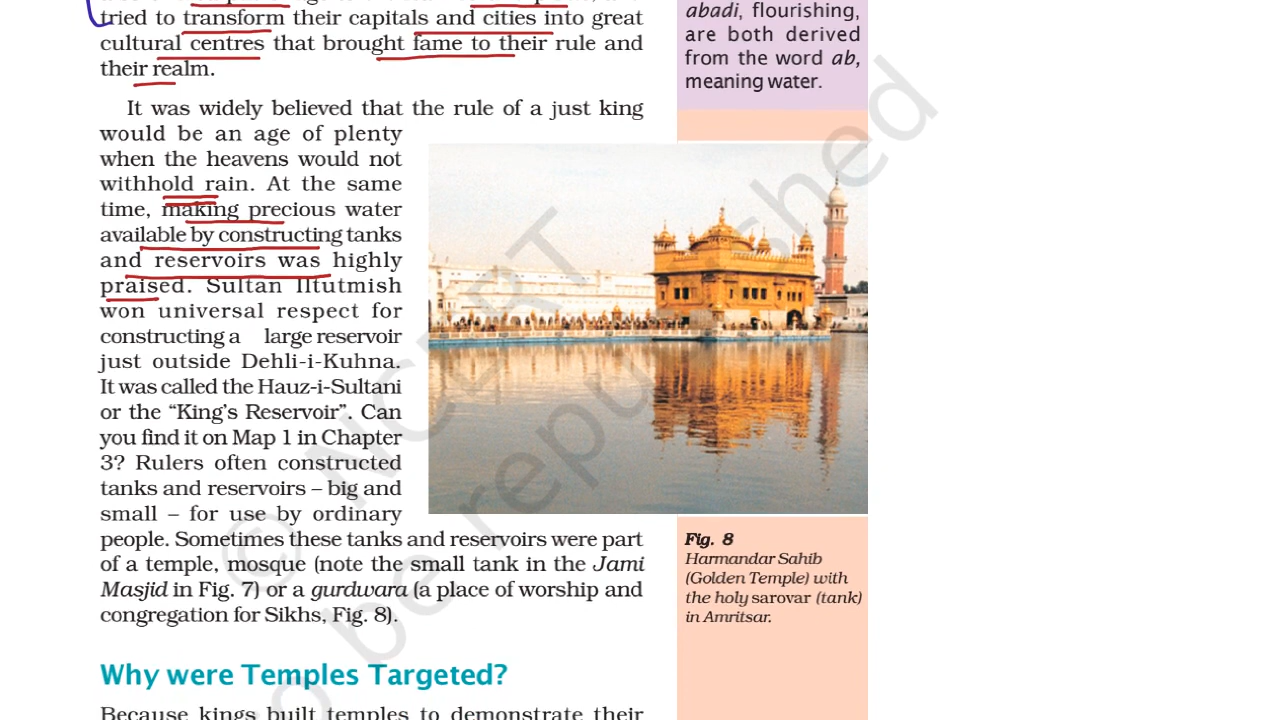 tried to transform their capitals and cities into great
cultural centres that brought fame to their rule and
their realm.
It was widely believed that the rule of a just king
would be an age of plenty
when the heavens would not
withhold rain. At the same
time, making precious water
available by constructing tanks
and reservoirs was highly
praised. Sultan Iltutmish
won universal respect for
constructing a large reservoir
just outside Dehli-i-Kuhna.
It was called the Hauz-i-Sultani
or the “King’s Reservoir”. Can
you find it on Map 1 in Chapter
3? Rulers often constructed
tanks and reservoirs – big and
small – for use by ordinary
people. Sometimes these tanks and reservoirs were part
of a temple, mosque (note the small tank in the Jami
Masjid in Fig. 7) or a gurdwara (a place of worship and
congregation for Sikhs, Fig. 8).
Why were Temples Targeted?
Because kings built temples to demonstrate their
abadi, flourishing,
are both derived
from the word ab,
meaning water.
Fig. 8
Harmandar Sahib
(Golden Temple) with
the holy sarovar (tank)
in Amritsar.
© NCERT
be republished